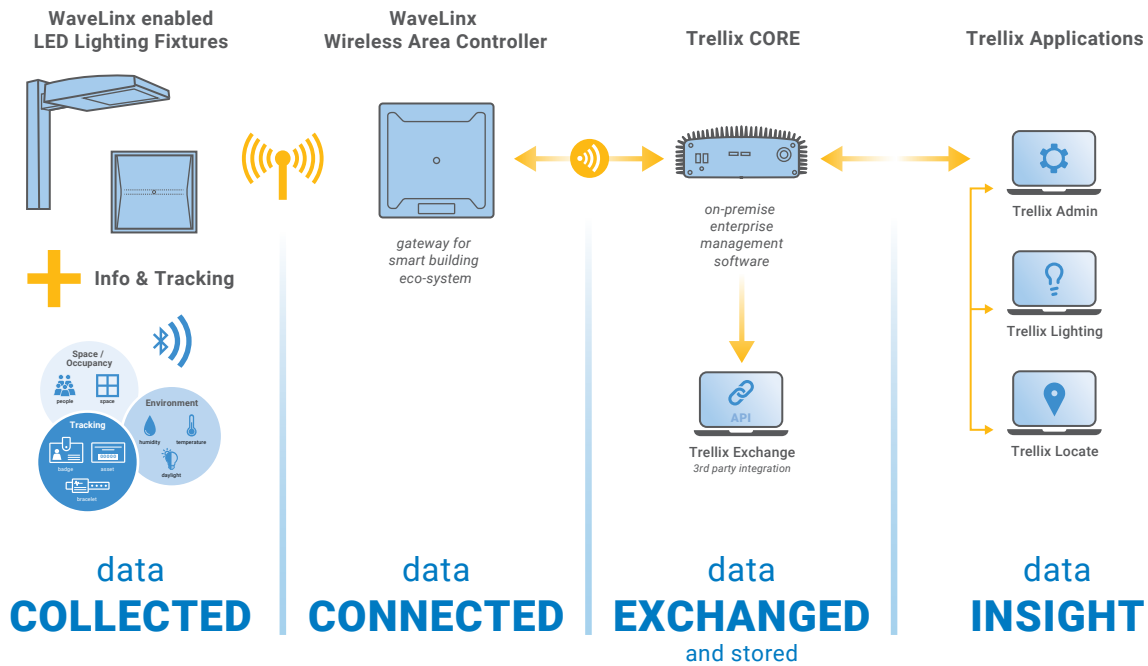 WaveLinx enabled
LED Lighting Fixtures
WaveLinx
Wireless Area Controller
Trellix CORE
Trellix Applications
gateway for
smart building
eco-system
on-premise
enterprise
management
software
Trellix Admin
Info & Tracking
Trellix Lighting
Space /
Occupancy
people
space
Environment
humidity
temperature
daylight
Tracking
badge
asset
bracelet
API
Trellix Exchange
3rd party integration
Trellix Locate
data
COLLECTED
data
CONNECTED
data
EXCHANGED
and stored
data
INSIGHT